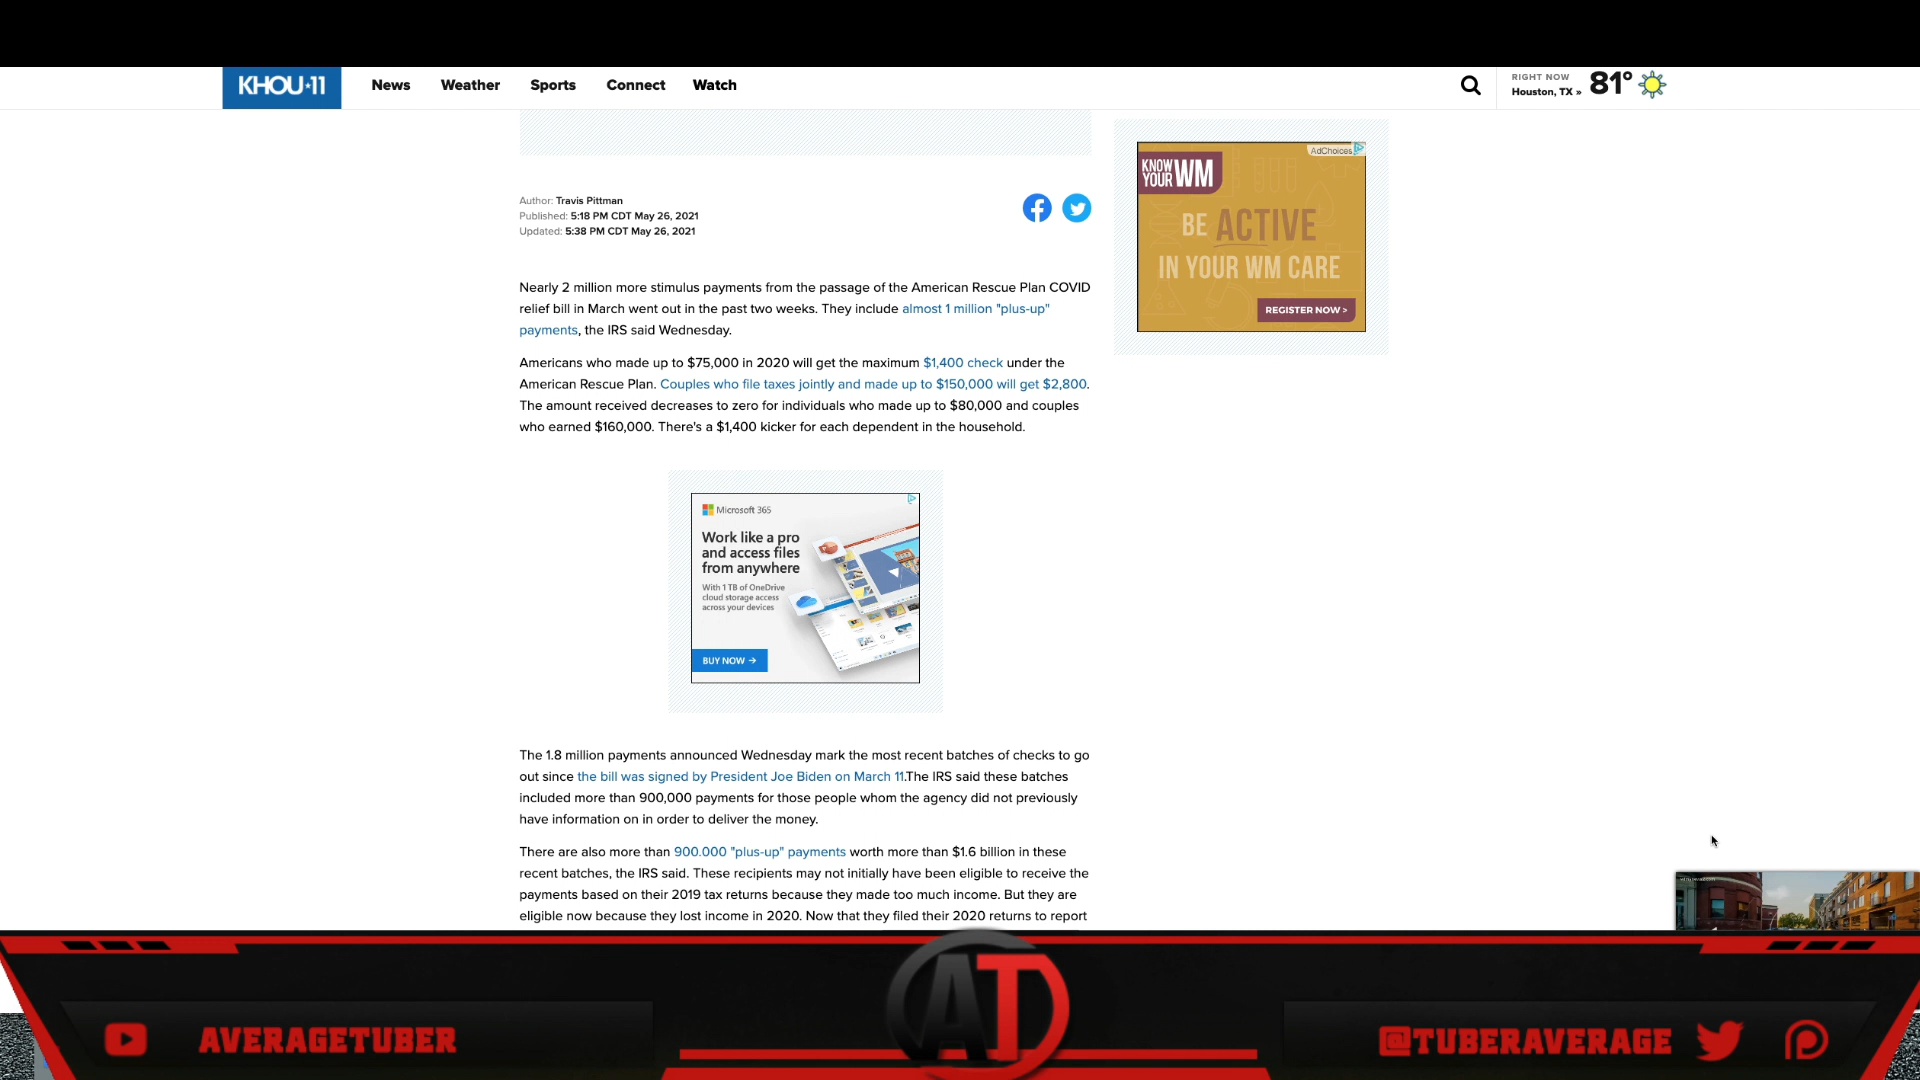 KHOU★11
News
Weather
Sports
Connect
Watch
RIGHT NOW
Houston, TX »
81°
AdChoices
KNOW YOUR WM
BE ACTIVE
IN YOUR WM CARE
REGISTER NOW >
Author: Travis Pittman
Published: 5:18 PM CDT May 26, 2021
Updated: 5:38 PM CDT May 26, 2021
Nearly 2 million more stimulus payments from the passage of the American Rescue Plan COVID
relief bill in March went out in the past two weeks. They include almost 1 million "plus-up"
payments, the IRS said Wednesday.
Americans who made up to $75,000 in 2020 will get the maximum $1,400 check under the
American Rescue Plan. Couples who file taxes jointly and made up to $150,000 will get $2,800.
The amount received decreases to zero for individuals who made up to $80,000 and couples
who earned $160,000. There's a $1,400 kicker for each dependent in the household.
Microsoft 365
Work like a pro
and access files
from anywhere
With 1 TB of OneDrive
cloud storage access
across your devices
BUY NOW →
The 1.8 million payments announced Wednesday mark the most recent batches of checks to go
out since the bill was signed by President Joe Biden on March 11.The IRS said these batches
included more than 900,000 payments for those people whom the agency did not previously
have information on in order to deliver the money.
There are also more than 900.000 "plus-up" payments worth more than $1.6 billion in these
recent batches, the IRS said. These recipients may not initially have been eligible to receive the
payments based on their 2019 tax returns because they made too much income. But they are
eligible now because they lost income in 2020. Now that they filed their 2020 returns to report
AVERAGETUBER
AT
@TUBERAVERAGE